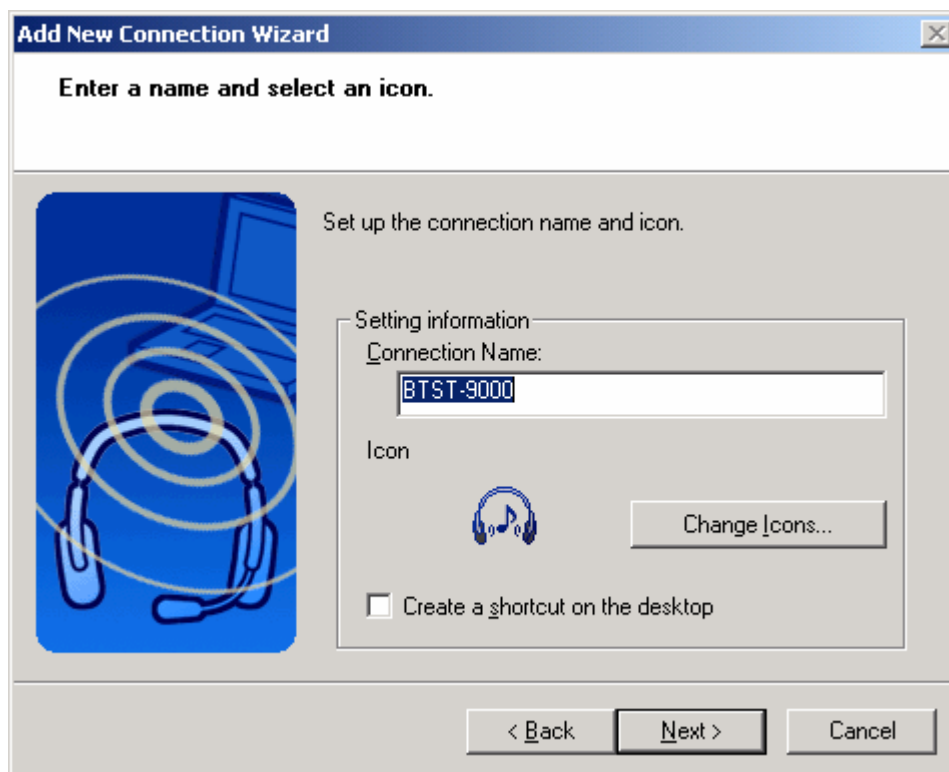 Add New Connection Wizard
Enter a name and select an icon.
Set up the connection name and icon.
Setting information
Connection Name:
BTST-9000
Icon
Change Icons...
Create a shortcut on the desktop
< Back
Next >
Cancel